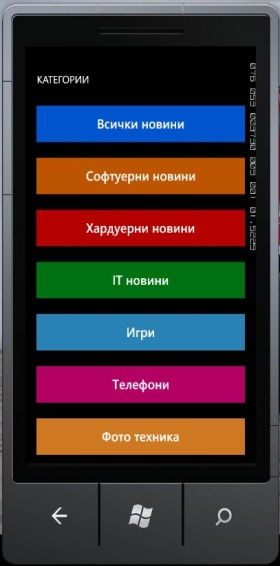 КАТЕГОРИИ
Всички новини
Софтуерни новини
Хардуерни новини
IT новини
Игри
Телефони
Фото техника